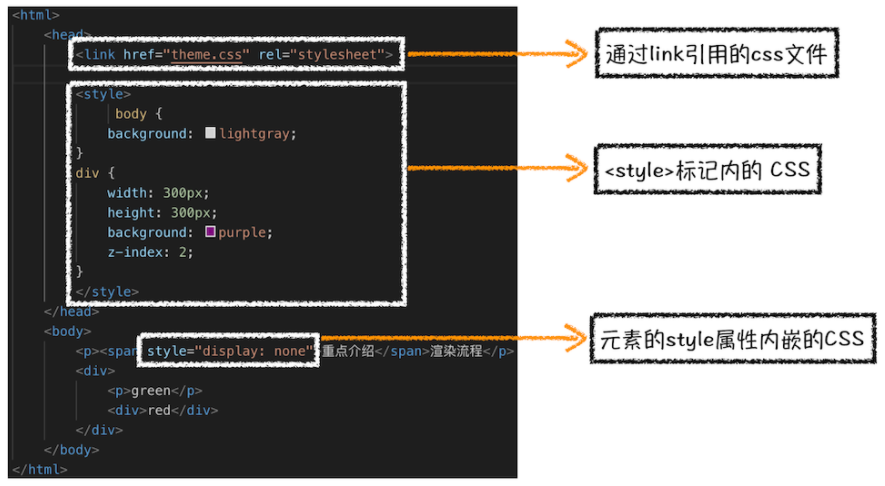 <html>
<head>
<link href="theme.css" rel="stylesheet">
通过link引用的css文件
<style>
body {
background: lightgray;
}
<style>标记内的 CSS
div {
width: 300px;
height: 300px;
background: purple;
z-index: 2;
}
</style>
</head>
<body>
<p><span style="display: none">重点介绍</span>渲染流程</p>
元素的style属性内嵌的CSS
<div>
<p>green</p>
<div>red</div>
</div>
</body>
</html>